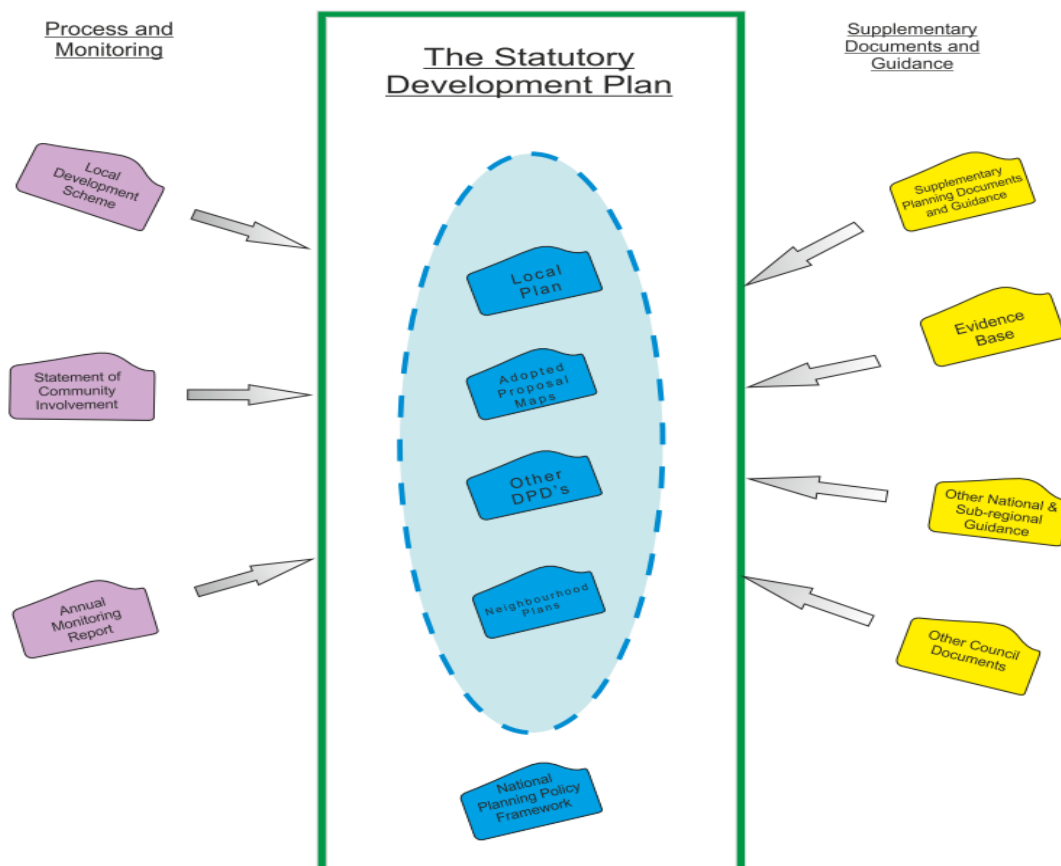 Process and
Monitoring
Local
Development
Scheme
Statement of
Community
Involvement
Annual
Monitoring
Report
The Statutory
Development Plan
Local
Plan
Adopted
Proposal
Maps
Other
DPD's
Neighbourhood
Plans
National
Planning Policy
Framework
Supplementary
Documents and
Guidance
Supplementary
Planning Documents
and Guidance
Evidence
Base
Other National &
Sub-regional
Guidance
Other Council
Documents